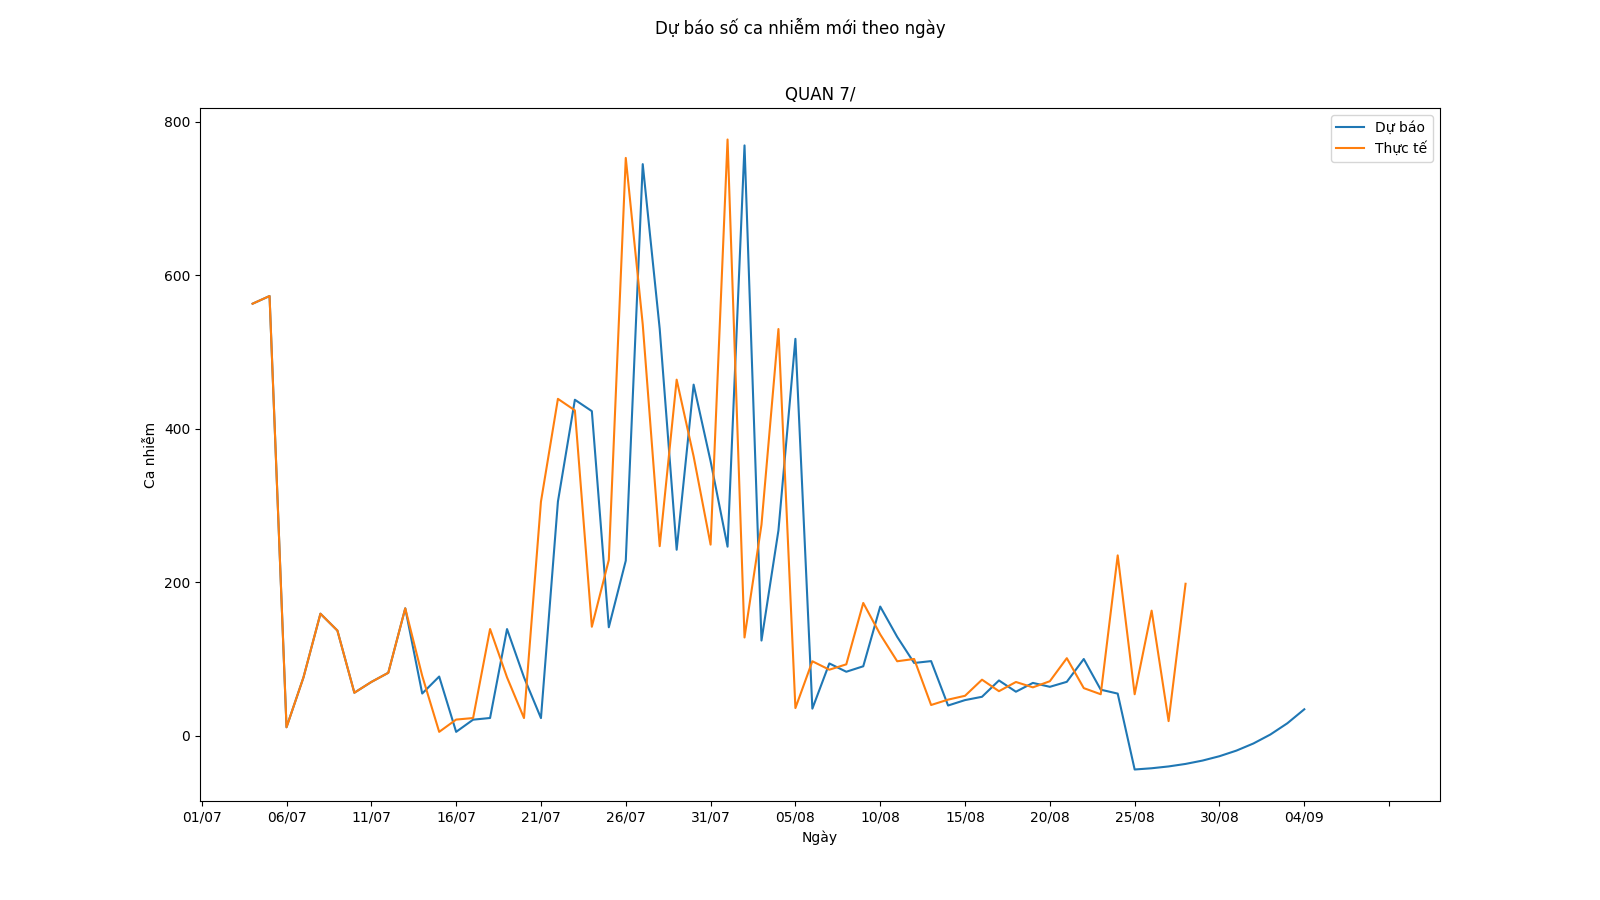 Dự báo số ca nhiễm mới theo ngày
QUAN 7/
800
600
400
200
0
Ca nhiễm
Dự báo
Thực tế
01/07 06/07 11/07 16/07 21/07 26/07 31/07 05/08 10/08 15/08 20/08 25/08 30/08 04/09
Ngày